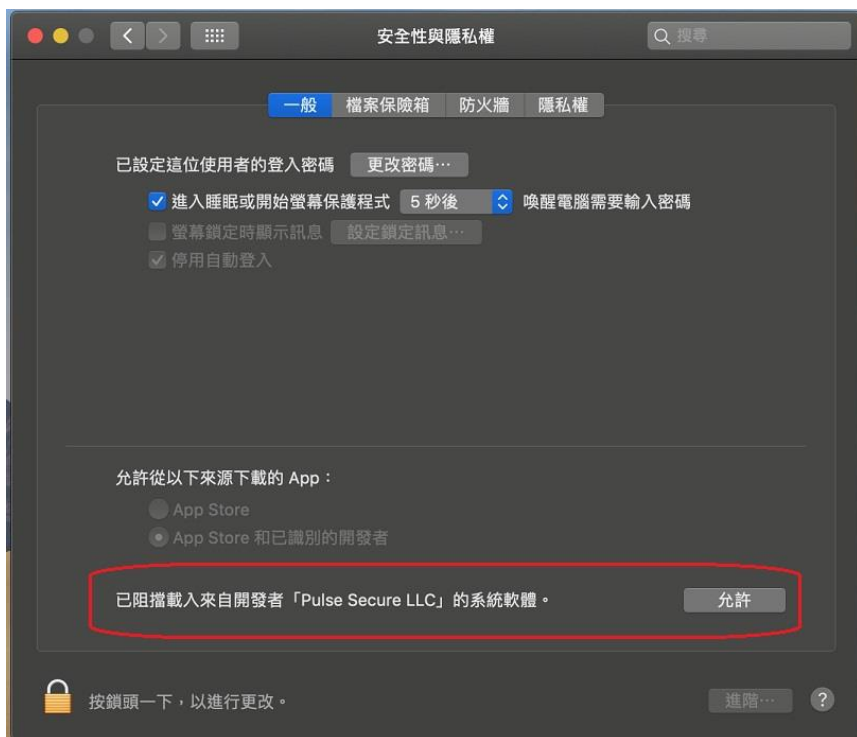 安全性與隱私權
搜尋
一般 檔案保險箱 防火牆 隱私權
已設定這位使用者的登入密碼 更改密碼⋯
進入睡眠或開始螢幕保護程式 5 秒後 喚醒電腦需要輸入密碼
螢幕鎖定時顯示訊息 設定鎖定訊息⋯
停用自動登入
允許從以下來源下載的 App：
App Store
App Store 和已識別的開發者
已阻擋載入來自開發者「Pulse Secure LLC」的系統軟體。 允許
按鎖頭一下，以進行更改。 進階⋯ ?